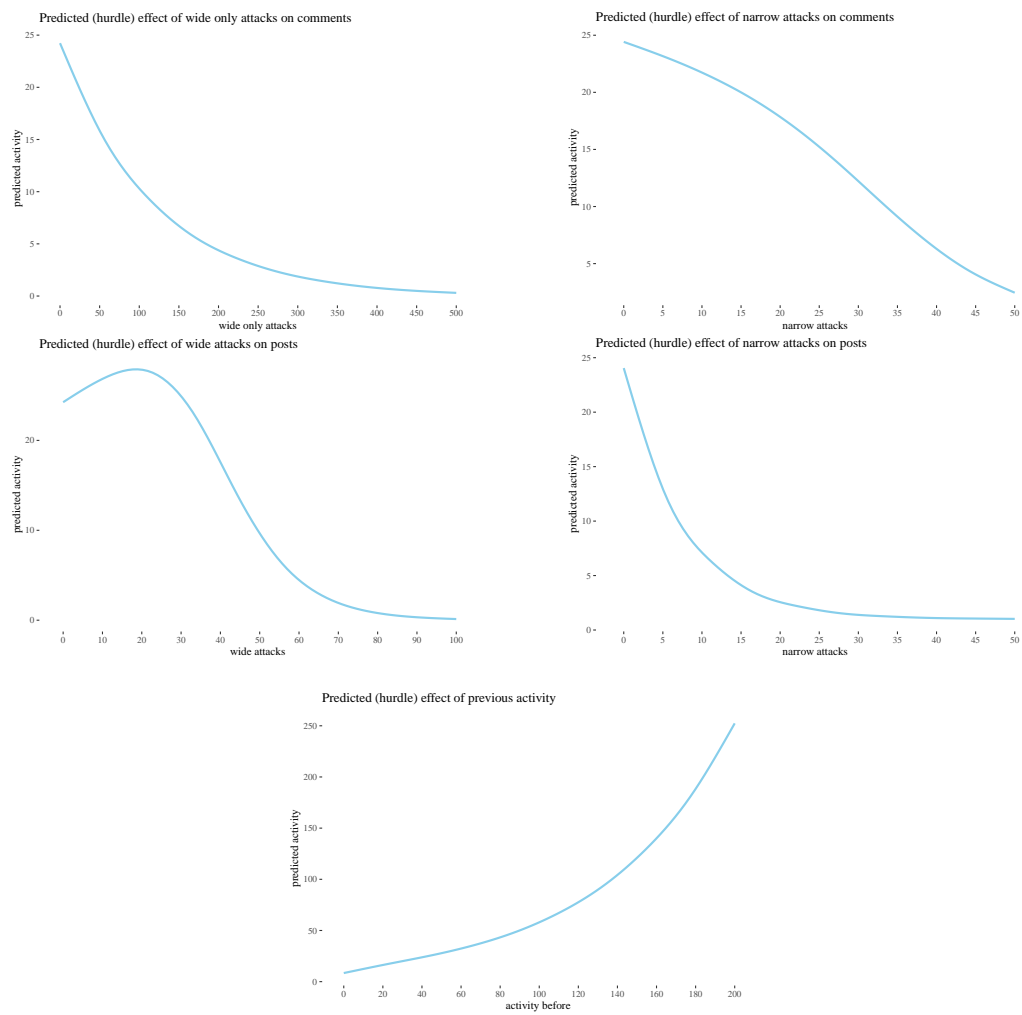 Predicted (hurdle) effect of wide only attacks on comments
25
20
15
10
5
0
predicted activity
0 50 100 150 200 250 300 350 400 450 500
wide only attacks
Predicted (hurdle) effect of narrow attacks on comments
25
20
15
10
5
predicted activity
0 5 10 15 20 25 30 35 40 45 50
narrow attacks
Predicted (hurdle) effect of wide attacks on posts
20
10
0
predicted activity
0 10 20 30 40 50 60 70 80 90 100
wide attacks
Predicted (hurdle) effect of narrow attacks on posts
25
20
15
10
5
0
predicted activity
0 5 10 15 20 25 30 35 40 45 50
narrow attacks
Predicted (hurdle) effect of previous activity
250
200
150
100
50
0
predicted activity
0 20 40 60 80 100 120 140 160 180 200
activity before